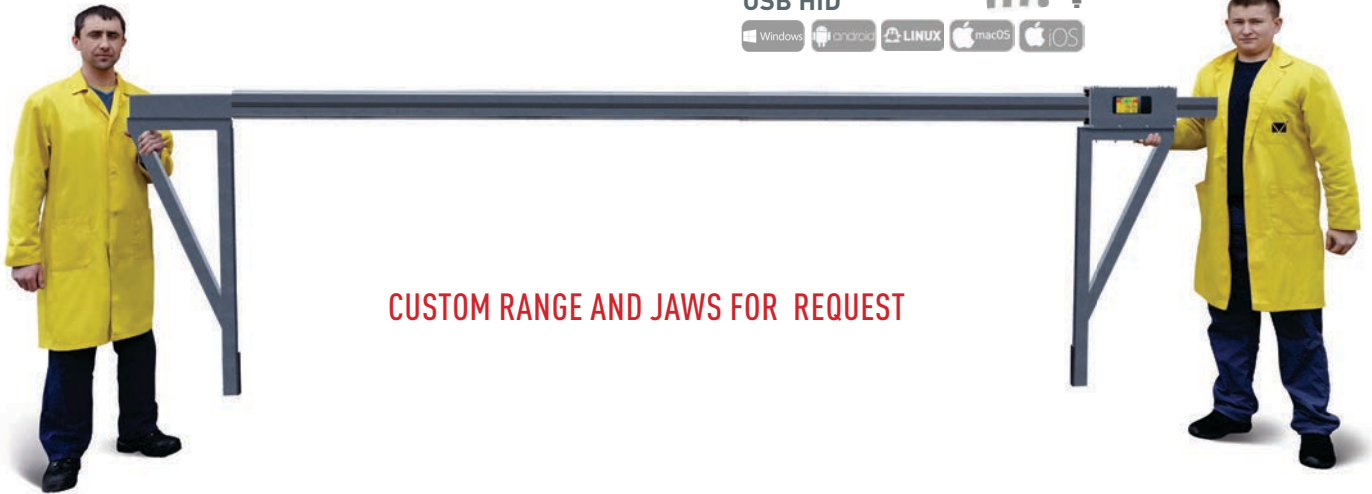 USB HID
Windows android LINUX macOS iOS
CUSTOM RANGE AND JAWS FOR REQUEST